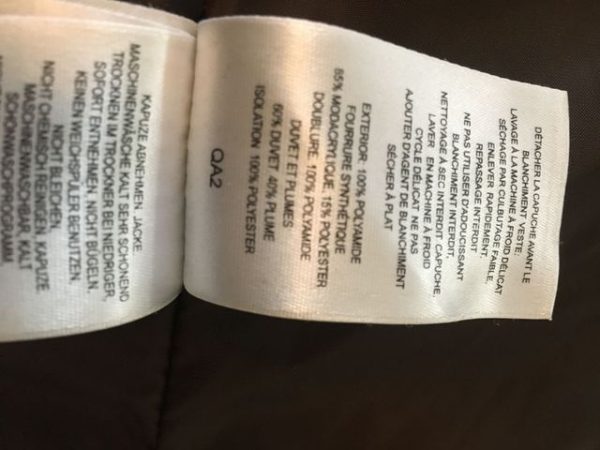 DÉTACHER LA CAPUCHE AVANT LE
BLANCHIMENT VESTE:
LAVAGE À LA MACHINE À FROID DÉLICAT
SÉCHAGE PAR CULBUTAGE FAIBLE,
ENLEVER RAPIDEMENT,
REPASSAGE INTERDIT,
NE PAS UTILISER D'ADOUCISSANT
BLANCHIMENT INTERDIT,
NETTOYAGE À SEC INTERDIT, CAPUCHE:
LAVER EN MACHINE À FROID
CYCLE DÉLICAT NE PAS
AJOUTER D'AGENT DE BLANCHIMENT
SÉCHER À PLAT
EXTERIOR: 100% POLYAMIDE
FOURRURE SYNTHÉTIQUE
85% MODACRYLIQUE, 15% POLYESTER
DOUBLURE. 100% POLYAMIDE
DUVET ET PLUMES
60% DUVET. 40% PLUME
ISOLATION 100% POLYESTER
QA2
KAPUZE ABNEHMEN. JACKE:
MASCHINENWÄSCHE KALT SEHR SCHONEND
TROCKNEN IM TROCKNER BEI NIEDRIGER,
SOFORT ENTNEHMEN, NICHT BÜGELN.
KEINEN WEICHSPÜLER BENUTZEN.
NICHT CHEMISCH REINIGEN. KAPUZE:
MASCHINENWASCHBAR. KALT
SCHONENDPROGRAMM